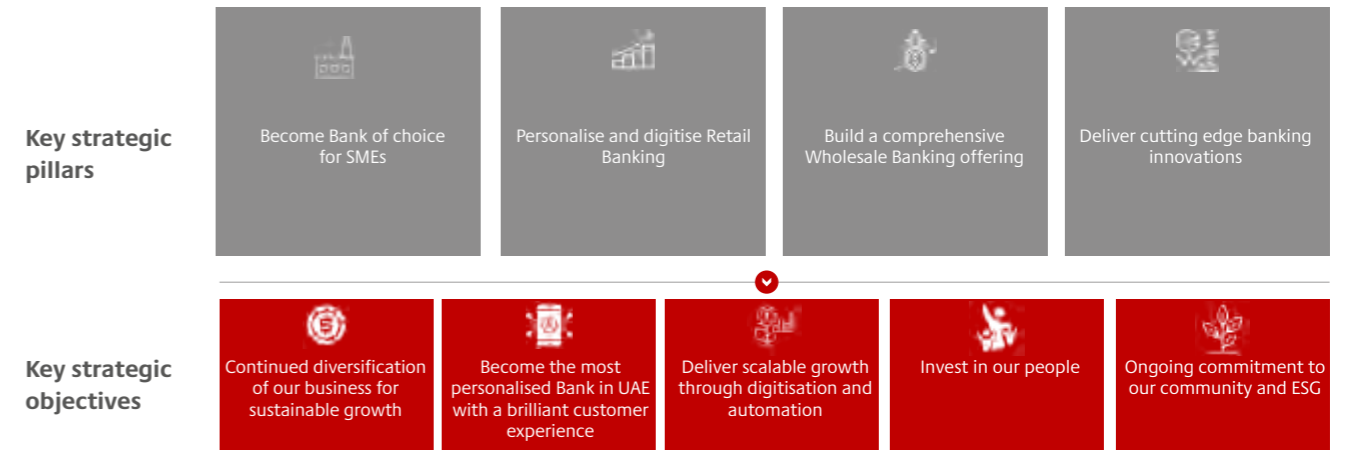 Key strategic
pillars
Become Bank of choice
for SMEs
Personalise and digitise Retail
Banking
Build a comprehensive
Wholesale Banking offering
Deliver cutting edge banking
innovations
Key strategic
objectives
Continued diversification
of our business for
sustainable growth
Become the most
personalised Bank in UAE
with a brilliant customer
experience
Deliver scalable growth
through digitisation and
automation
Invest in our people
Ongoing commitment to
our community and ESG